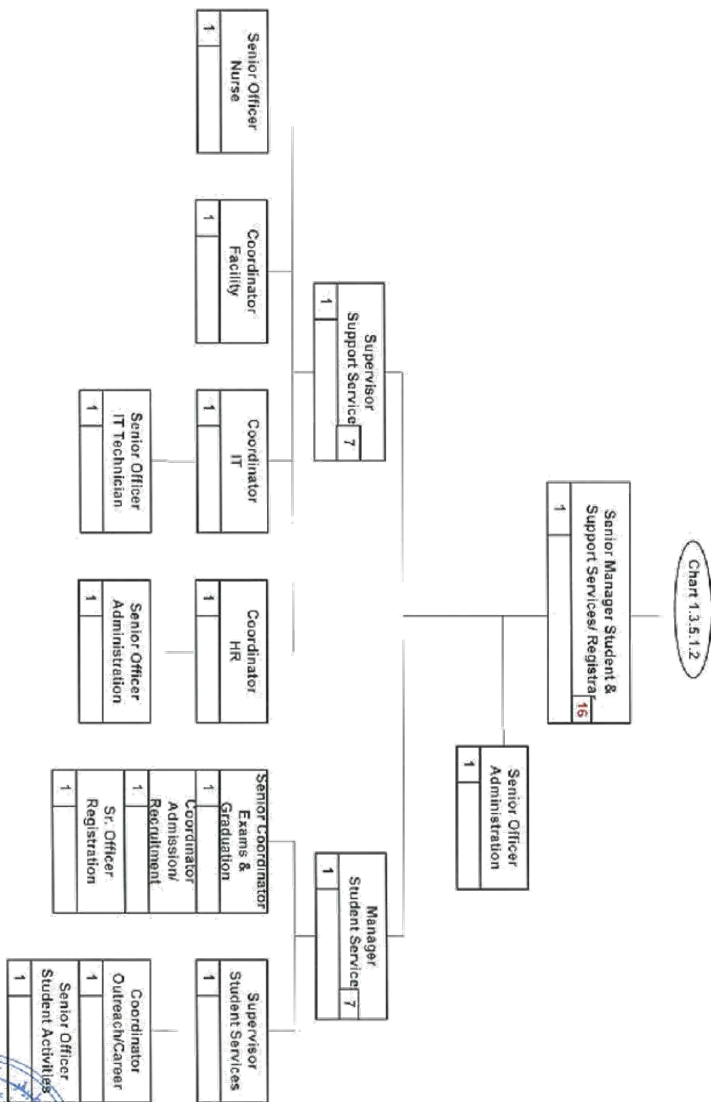 Chart 1.3.5.1.2
Senior Manager Student &
Support Services/ Registrar
16
1
Senior Officer
Administration
1
Supervisor
Support Service
7
1
Manager
Student Service
7
1
Senior Officer
Nurse
1
Coordinator
Facility
1
Coordinator
IT
1
Senior Officer
IT Technician
1
Coordinator
HR
1
Senior Officer
Administration
1
Senior Coordinator
Exams &
Graduation
1
Coordinator
Admission/
Recruitment
1
Sr. Officer
Registration
1
Supervisor
Student Services
1
Coordinator
Outreach/Career
1
Senior Officer
Student Activities
1